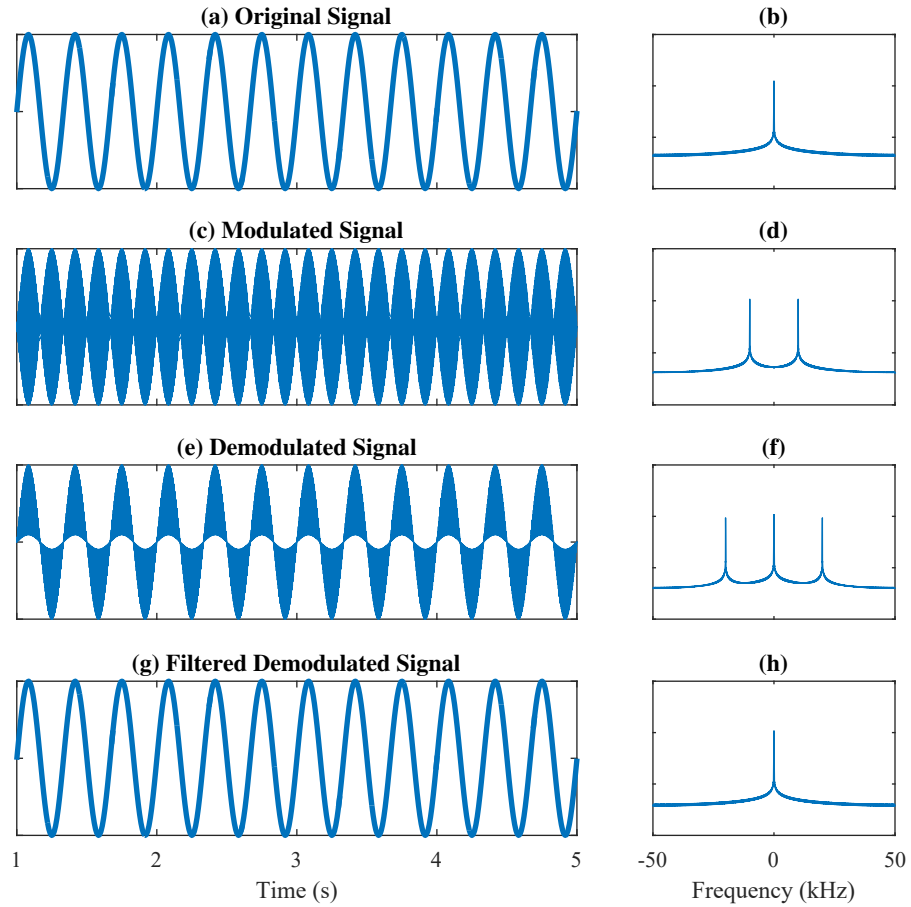 (a) Original Signal
(b)
(c) Modulated Signal
(d)
(e) Demodulated Signal
(f)
(g) Filtered Demodulated Signal
(h)
1 2 3 4 5
-50 0 50
Time (s)
Frequency (kHz)